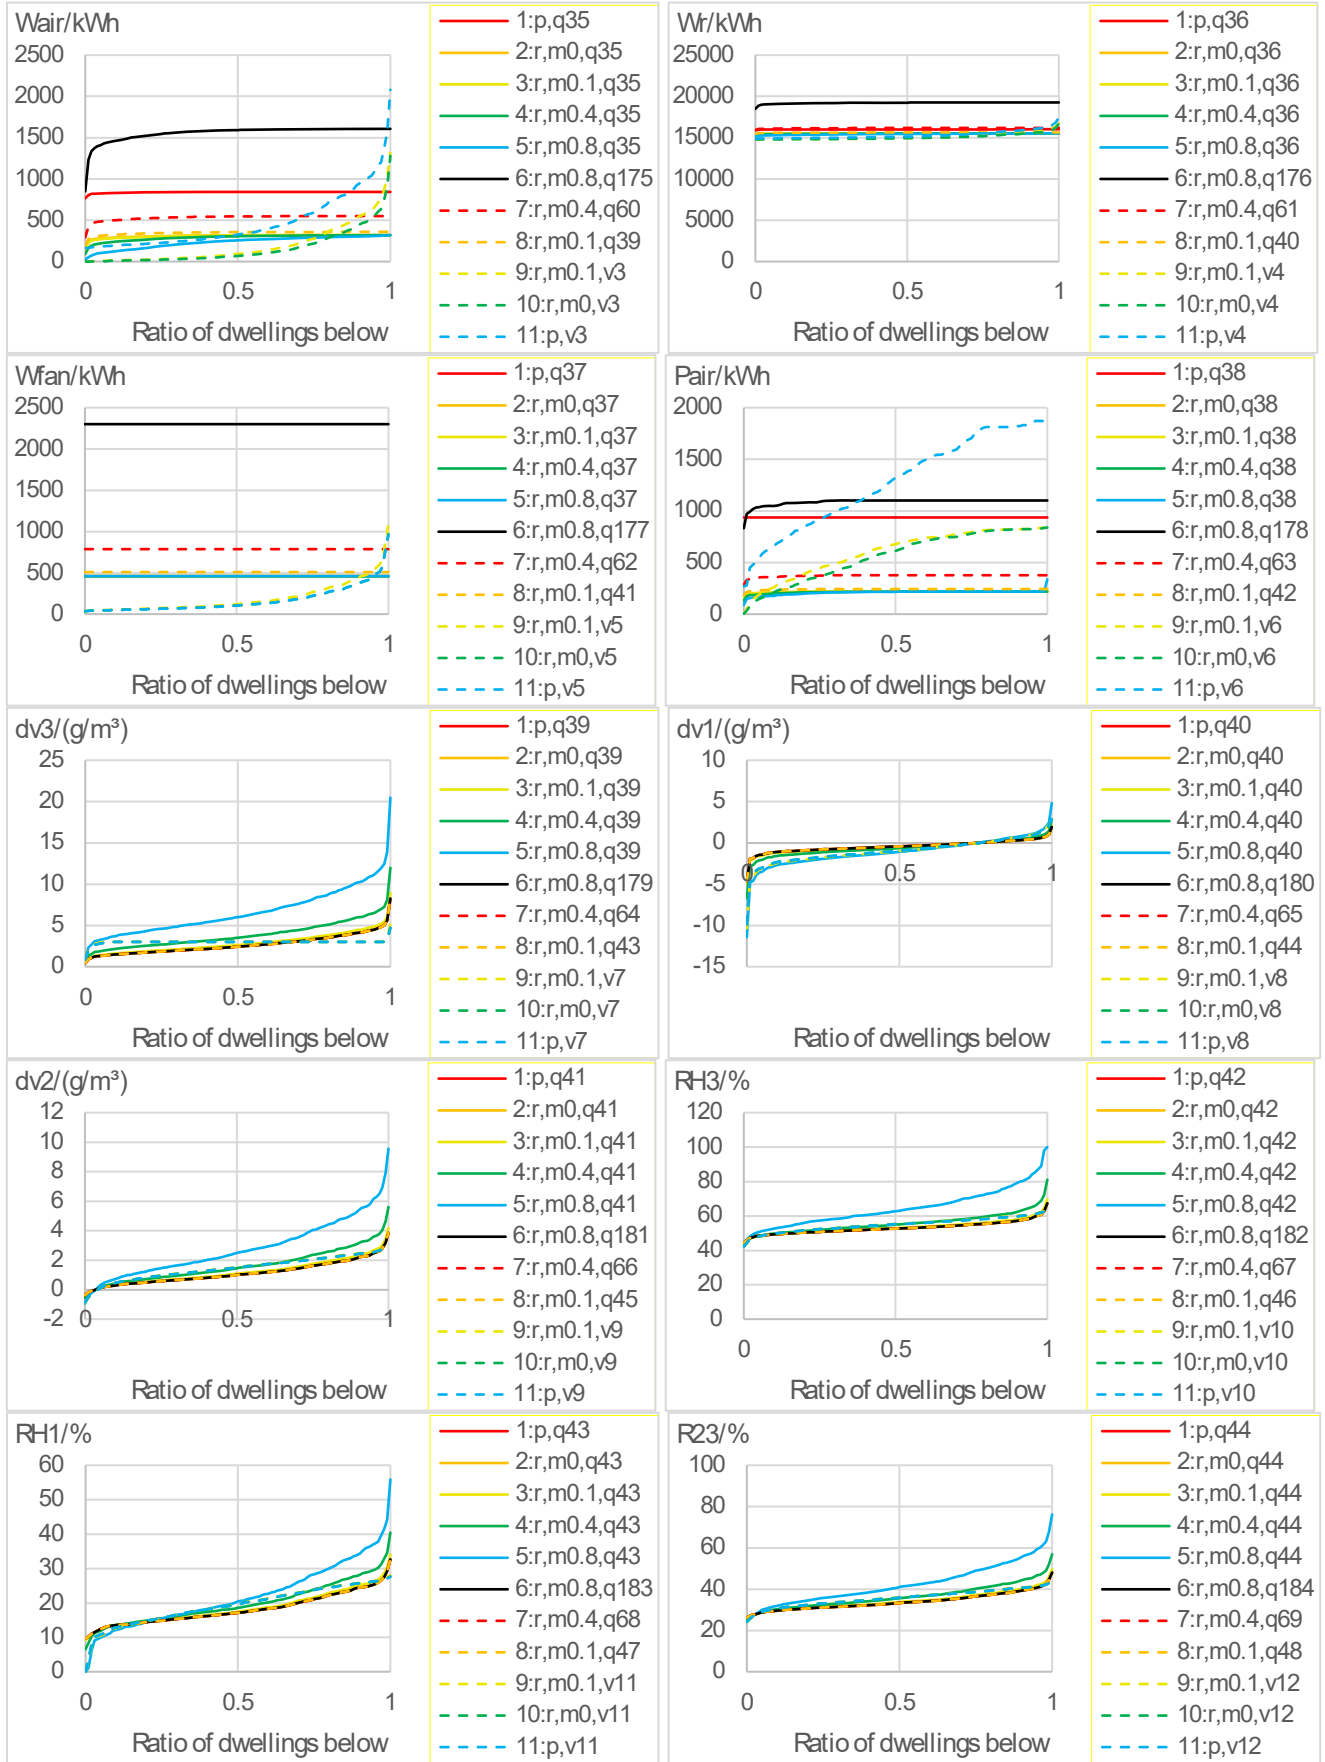 Wair/kWh
2500
2000
1500
1000
500
0
0
0.5
1
Ratio of dwellings below
1:p,q35
2:r,m0,q35
3:r,m0.1,q35
4:r,m0.4,q35
5:r,m0.8,q35
6:r,m0.8,q175
7:r,m0.4,q60
8:r,m0.1,q39
9:r,m0.1,v3
10:r,m0,v3
11:p,v3
Wr/kWh
25000
20000
15000
10000
5000
0
0
0.5
1
Ratio of dwellings below
1:p,q36
2:r,m0,q36
3:r,m0.1,q36
4:r,m0.4,q36
5:r,m0.8,q36
6:r,m0.8,q176
7:r,m0.4,q61
8:r,m0.1,q40
9:r,m0.1,v4
10:r,m0,v4
11:p,v4
Wfan/kWh
2500
2000
1500
1000
500
0
0
0.5
1
Ratio of dwellings below
1:p,q37
2:r,m0,q37
3:r,m0.1,q37
4:r,m0.4,q37
5:r,m0.8,q37
6:r,m0.8,q177
7:r,m0.4,q62
8:r,m0.1,q41
9:r,m0.1,v5
10:r,m0,v5
11:p,v5
Pair/kWh
2000
1500
1000
500
0
0
0.5
1
Ratio of dwellings below
1:p,q38
2:r,m0,q38
3:r,m0.1,q38
4:r,m0.4,q38
5:r,m0.8,q38
6:r,m0.8,q178
7:r,m0.4,q63
8:r,m0.1,q42
9:r,m0.1,v6
10:r,m0,v6
11:p,v6
dv3/(g/m³)
25
20
15
10
5
0
0
0.5
1
Ratio of dwellings below
1:p,q39
2:r,m0,q39
3:r,m0.1,q39
4:r,m0.4,q39
5:r,m0.8,q39
6:r,m0.8,q179
7:r,m0.4,q64
8:r,m0.1,q43
9:r,m0.1,v7
10:r,m0,v7
11:p,v7
dv1/(g/m³)
10
5
0
-5
-10
-15
0
0.5
1
Ratio of dwellings below
1:p,q40
2:r,m0,q40
3:r,m0.1,q40
4:r,m0.4,q40
5:r,m0.8,q40
6:r,m0.8,q180
7:r,m0.4,q65
8:r,m0.1,q44
9:r,m0.1,v8
10:r,m0,v8
11:p,v8
dv2/(g/m³)
12
10
8
6
4
2
0
-2
0
0.5
1
Ratio of dwellings below
1:p,q41
2:r,m0,q41
3:r,m0.1,q41
4:r,m0.4,q41
5:r,m0.8,q41
6:r,m0.8,q181
7:r,m0.4,q66
8:r,m0.1,q45
9:r,m0.1,v9
10:r,m0,v9
11:p,v9
RH3/%
120
100
80
60
40
20
0
0
0.5
1
Ratio of dwellings below
1:p,q42
2:r,m0,q42
3:r,m0.1,q42
4:r,m0.4,q42
5:r,m0.8,q42
6:r,m0.8,q182
7:r,m0.4,q67
8:r,m0.1,q46
9:r,m0.1,v10
10:r,m0,v10
11:p,v10
RH1/%
60
50
40
30
20
10
0
0
0.5
1
Ratio of dwellings below
1:p,q43
2:r,m0,q43
3:r,m0.1,q43
4:r,m0.4,q43
5:r,m0.8,q43
6:r,m0.8,q183
7:r,m0.4,q68
8:r,m0.1,q47
9:r,m0.1,v11
10:r,m0,v11
11:p,v11
R23/%
100
80
60
40
20
0
0
0.5
1
Ratio of dwellings below
1:p,q44
2:r,m0,q44
3:r,m0.1,q44
4:r,m0.4,q44
5:r,m0.8,q44
6:r,m0.8,q184
7:r,m0.4,q69
8:r,m0.1,q48
9:r,m0.1,v12
10:r,m0,v12
11:p,v12